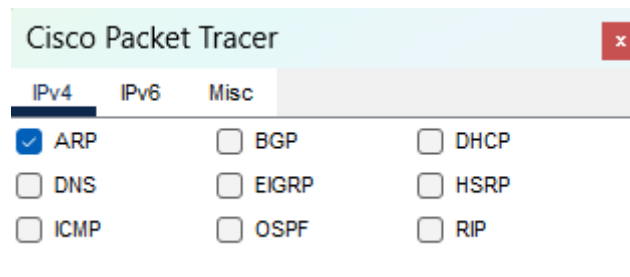 Cisco Packet Tracer x
IPv4 IPv6 Misc
ARP BGP DHCP
DNS EIGRP HSRP
ICMP OSPF RIP